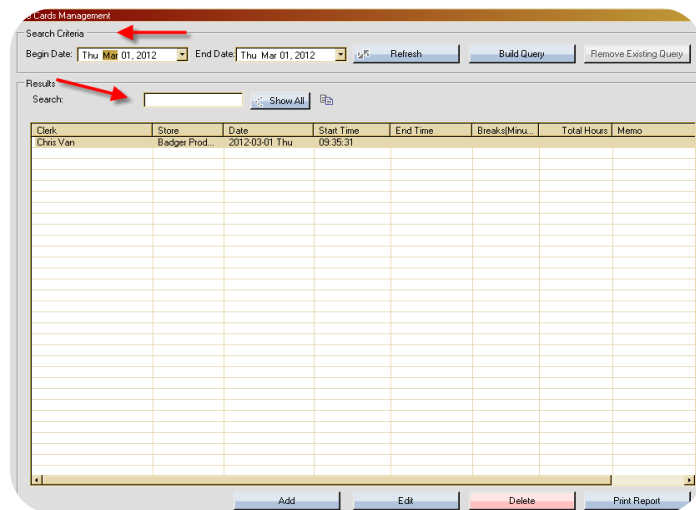 Cards Management
Search Criteria
Begin Date: Thu Mar 01, 2012 End Date: Thu Mar 01, 2012 Refresh Build Query Remove Existing Query
Results
Search: Show All
Clerk Store Date Start Time End Time Breaks(Minu... Total Hours Memo
Chris Van Badger Prod... 2012-03-01 Thu 09:35:31
Add Edit Delete Print Report